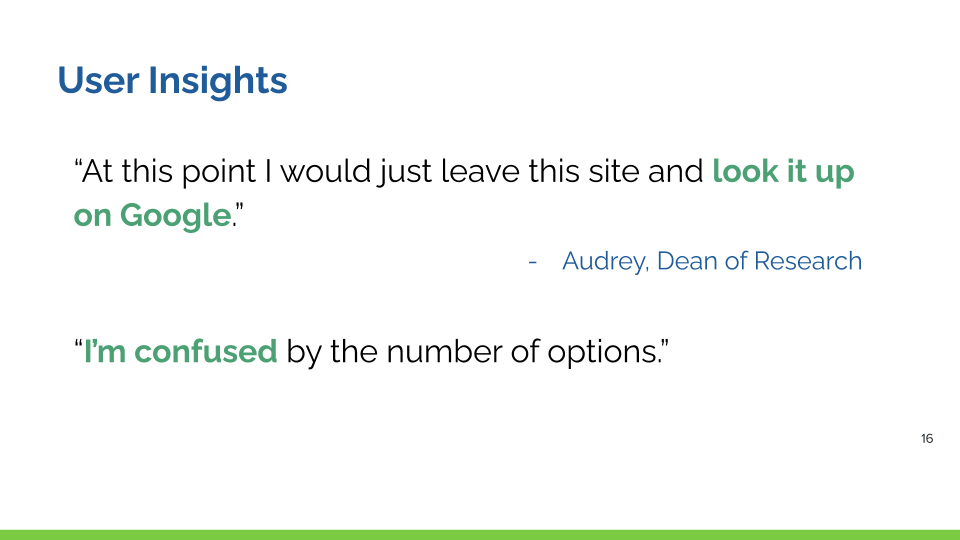 User Insights
“At this point I would just leave this site and look it up
on Google.”
- Audrey, Dean of Research
“I’m confused by the number of options.”
16